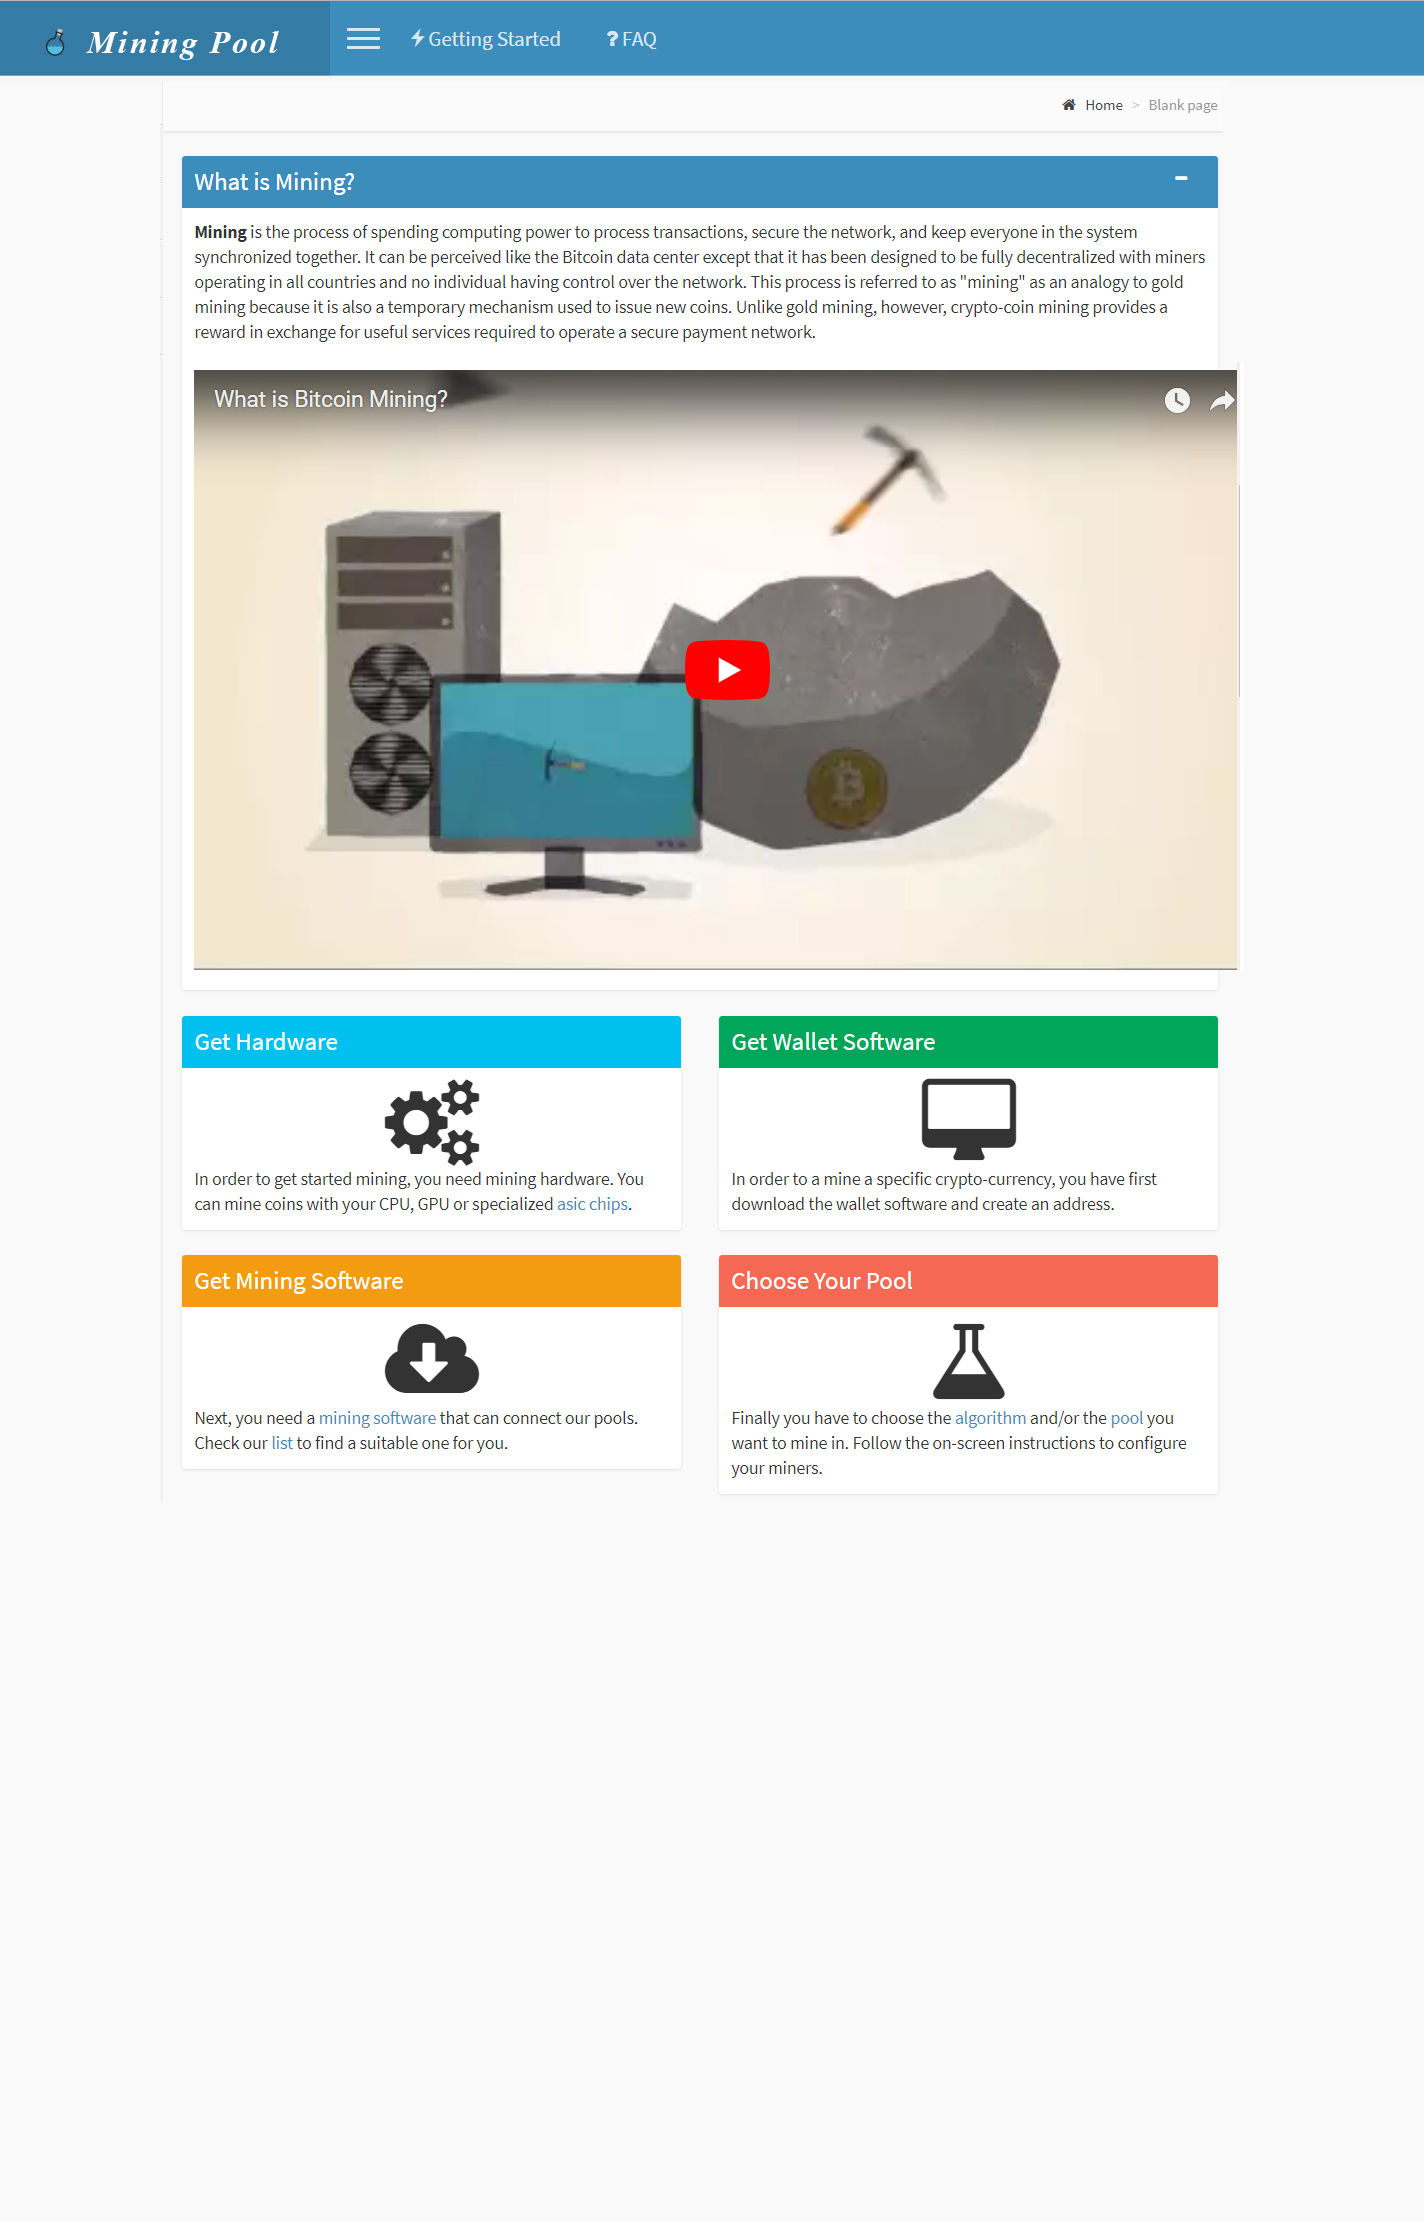 Mining Pool
Getting Started
FAQ
Home > Blank page
What is Mining?
Mining is the process of spending computing power to process transactions, secure the network, and keep everyone in the system
synchronized together. It can be perceived like the Bitcoin data center except that it has been designed to be fully decentralized with miners
operating in all countries and no individual having control over the network. This process is referred to as "mining" as an analogy to gold
mining because it is also a temporary mechanism used to issue new coins. Unlike gold mining, however, crypto-coin mining provides a
reward in exchange for useful services required to operate a secure payment network.
What is Bitcoin Mining?
Get Hardware
In order to get started mining, you need mining hardware. You
can mine coins with your CPU, GPU or specialized asic chips.
Get Wallet Software
In order to a mine a specific crypto-currency, you have first
download the wallet software and create an address.
Get Mining Software
Next, you need a mining software that can connect our pools.
Check our list to find a suitable one for you.
Choose Your Pool
Finally you have to choose the algorithm and/or the pool you
want to mine in. Follow the on-screen instructions to configure
your miners.